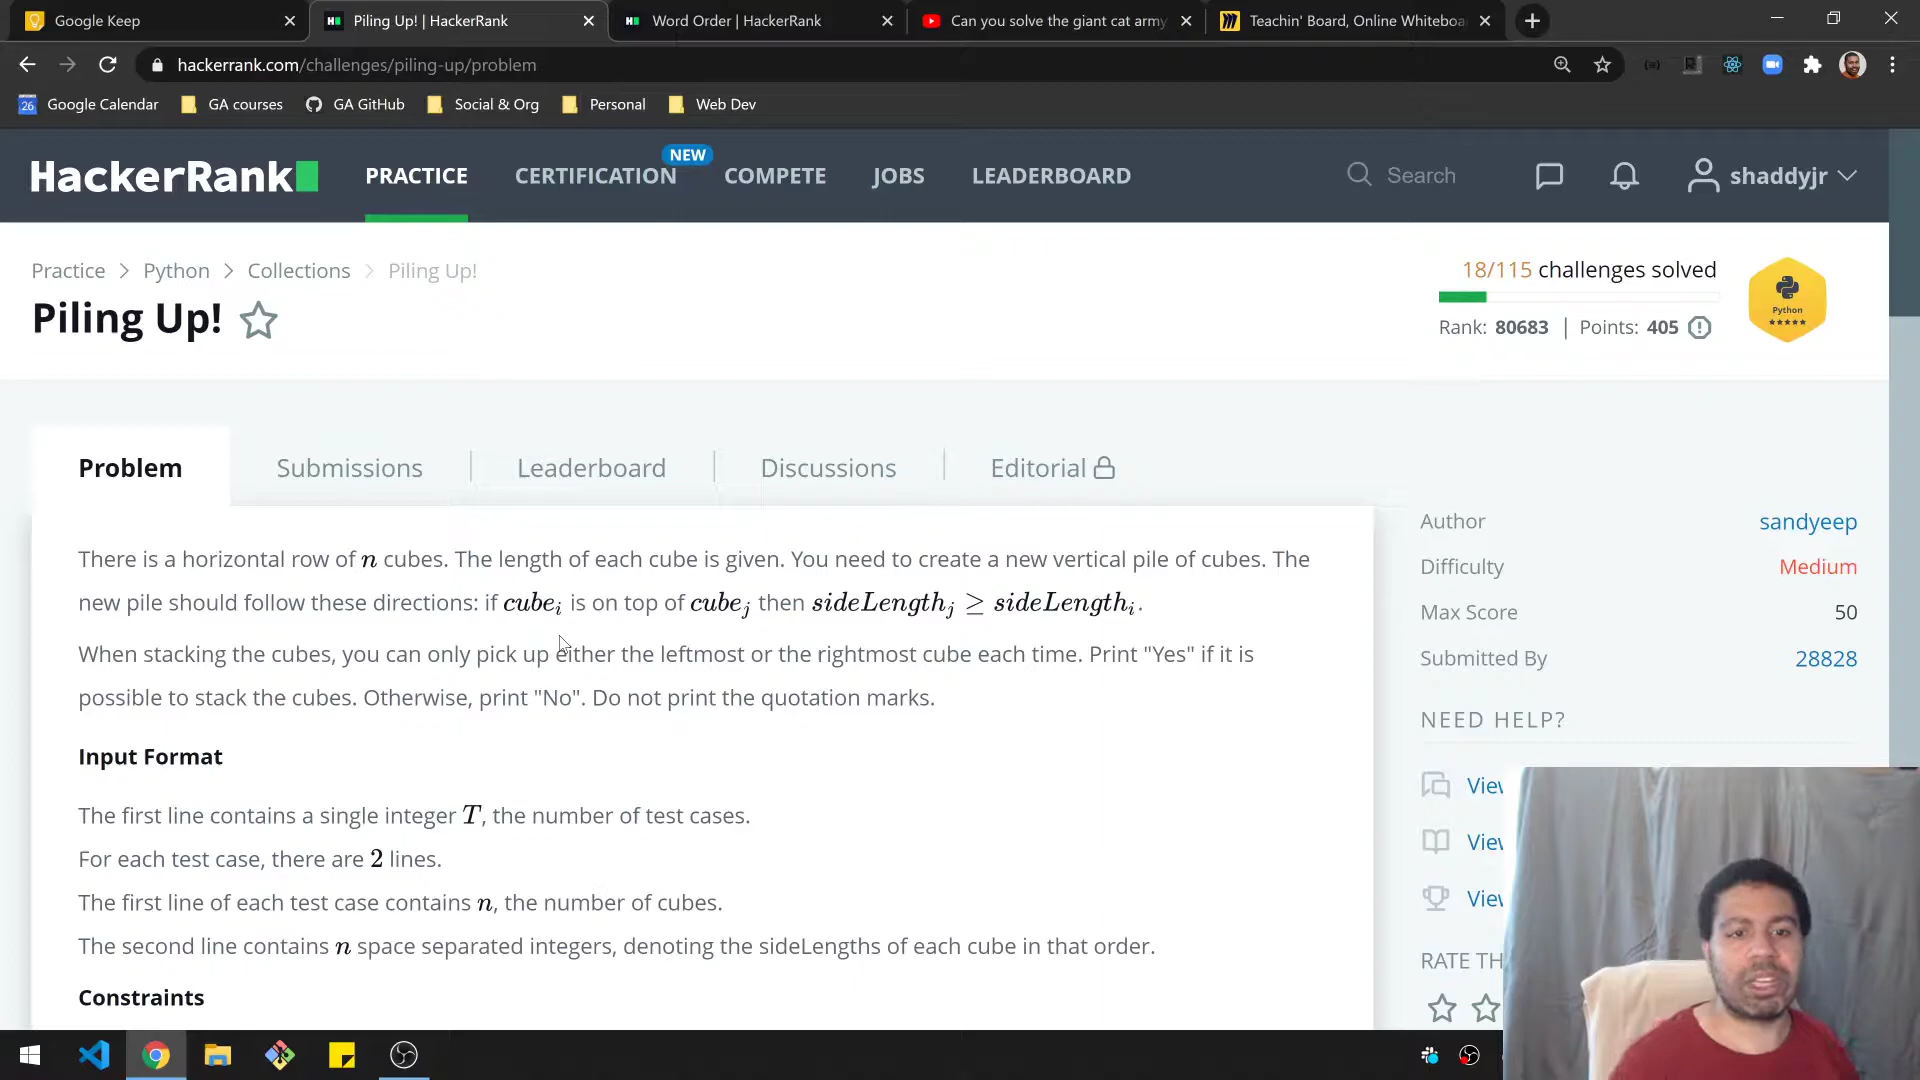 Google Keep
Piling Up! | HackerRank
Word Order | HackerRank
Can you solve the giant cat army
Teachin' Board, Online Whiteboa
hackerrank.com/challenges/piling-up/problem
26 Google Calendar
GA courses
GA GitHub
Social & Org
Personal
Web Dev
HackerRank
PRACTICE
CERTIFICATION
NEW
COMPETE
JOBS
LEADERBOARD
Search
shaddyjr
Practice > Python > Collections > Piling Up!
Piling Up!
18/115 challenges solved
Rank: 80683 | Points: 405
Python
Problem
Submissions
Leaderboard
Discussions
Editorial
There is a horizontal row of n cubes. The length of each cube is given. You need to create a new vertical pile of cubes. The
new pile should follow these directions: if cube_i is on top of cube_j then sideLength_j ≥ sideLength_i.
When stacking the cubes, you can only pick up either the leftmost or the rightmost cube each time. Print "Yes" if it is
possible to stack the cubes. Otherwise, print "No". Do not print the quotation marks.
Input Format
The first line contains a single integer T, the number of test cases.
For each test case, there are 2 lines.
The first line of each test case contains n, the number of cubes.
The second line contains n space separated integers, denoting the sideLengths of each cube in that order.
Constraints
Author sandyeep
Difficulty Medium
Max Score 50
Submitted By 28828
NEED HELP?
View
View
View
RATE TH